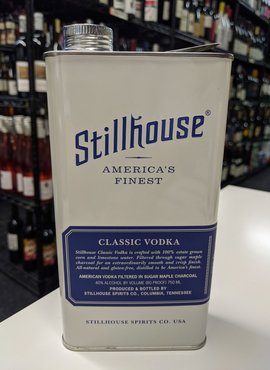 Stillhouse®
AMERICA'S
FINEST
CLASSIC VODKA
Stillhouse Classic Vodka is crafted with 100% estate grown
corn and limestone water. Filtered through sugar maple
charcoal for an extraordinarily smooth and crisp finish.
All-natural and gluten-free, distilled to be America's finest.
AMERICAN VODKA FILTERED IN SUGAR MAPLE CHARCOAL
40% ALCOHOL BY VOLUME (80 PROOF) 750 ML
PRODUCED & BOTTLED BY
STILLHOUSE SPIRITS CO., COLUMBIA, TENNESSEE
STILLHOUSE SPIRITS CO. USA